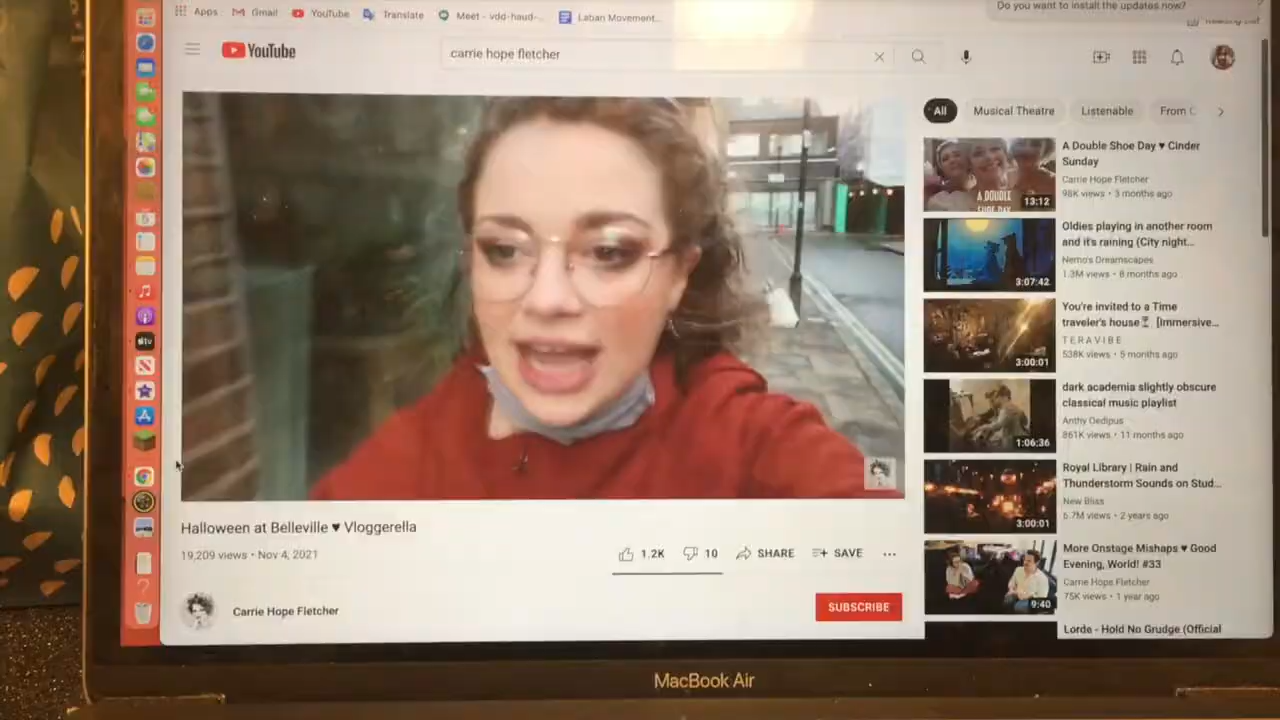 Do you want to install the updates now?
Apps
Gmail
YouTube
Translate
Meet - vdd-haud-...
Laban Movement...
YouTube
carrie hope fletcher
All
Musical Theatre
Listenable
From
A Double Shoe Day ♥ Cinder
Sunday
Carrie Hope Fletcher
98K views • 3 months ago
A DOUBLE
SHOE DAY
13:12
Oldies playing in another room
and it's raining (City night...
Nemo's Dreamscapes
1.3M views • 8 months ago
3:07:42
You're invited to a Time
traveler's house⏳ [Immersive...
T E R A V I B E
538K views • 5 months ago
3:00:01
dark academia slightly obscure
classical music playlist
Anthy Oedipus
861K views • 11 months ago
1:06:36
Royal Library | Rain and
Thunderstorm Sounds on Stud...
New Bliss
6.7M views • 2 years ago
3:00:01
More Onstage Mishaps ♥ Good
Evening, World! #33
Carrie Hope Fletcher
75K views • 1 year ago
9:40
Lorde - Hold No Grudge (Official
Halloween at Belleville ♥ Vloggerella
19,209 views • Nov 4, 2021
1.2K
10
SHARE
SAVE
Carrie Hope Fletcher
SUBSCRIBE
tv
MacBook Air